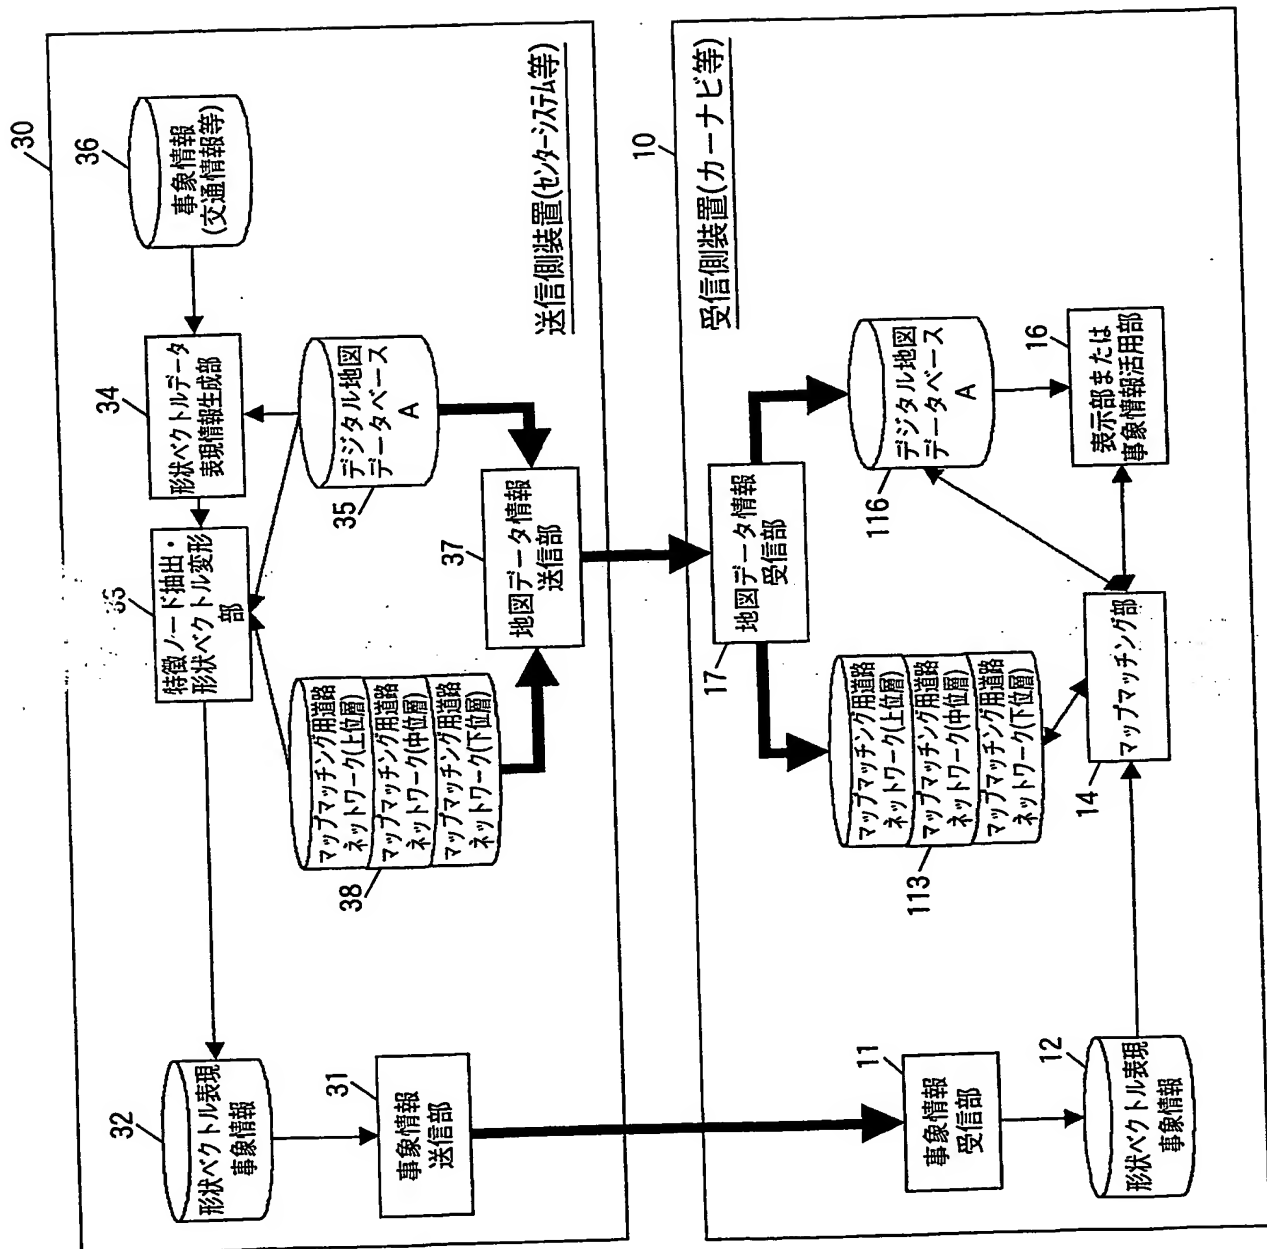 30
36
事象情報
(交通情報等)
34
形状ベクトルデータ
表現情報生成部
特徴ノード抽出・
形状ベクトル変形
部
32
形状ベクトル表現
事象情報
31
事象情報
送信部
35
デジタル地図
データベース
A
38
マップマッチング用道路
ネットワーク(上位層)
マップマッチング用道路
ネットワーク(中位層)
マップマッチング用道路
ネットワーク(下位層)
37
地図データ情報
送信部
送信側装置(センターシステム等)
10
受信側装置(カーナビ等)
17
地図データ情報
受信部
116
デジタル地図
データベース
A
113
マップマッチング用道路
ネットワーク(上位層)
マップマッチング用道路
ネットワーク(中位層)
マップマッチング用道路
ネットワーク(下位層)
11
事象情報
受信部
12
形状ベクトル表現
事象情報
14
マップマッチング部
16
表示部または
事象情報活用部